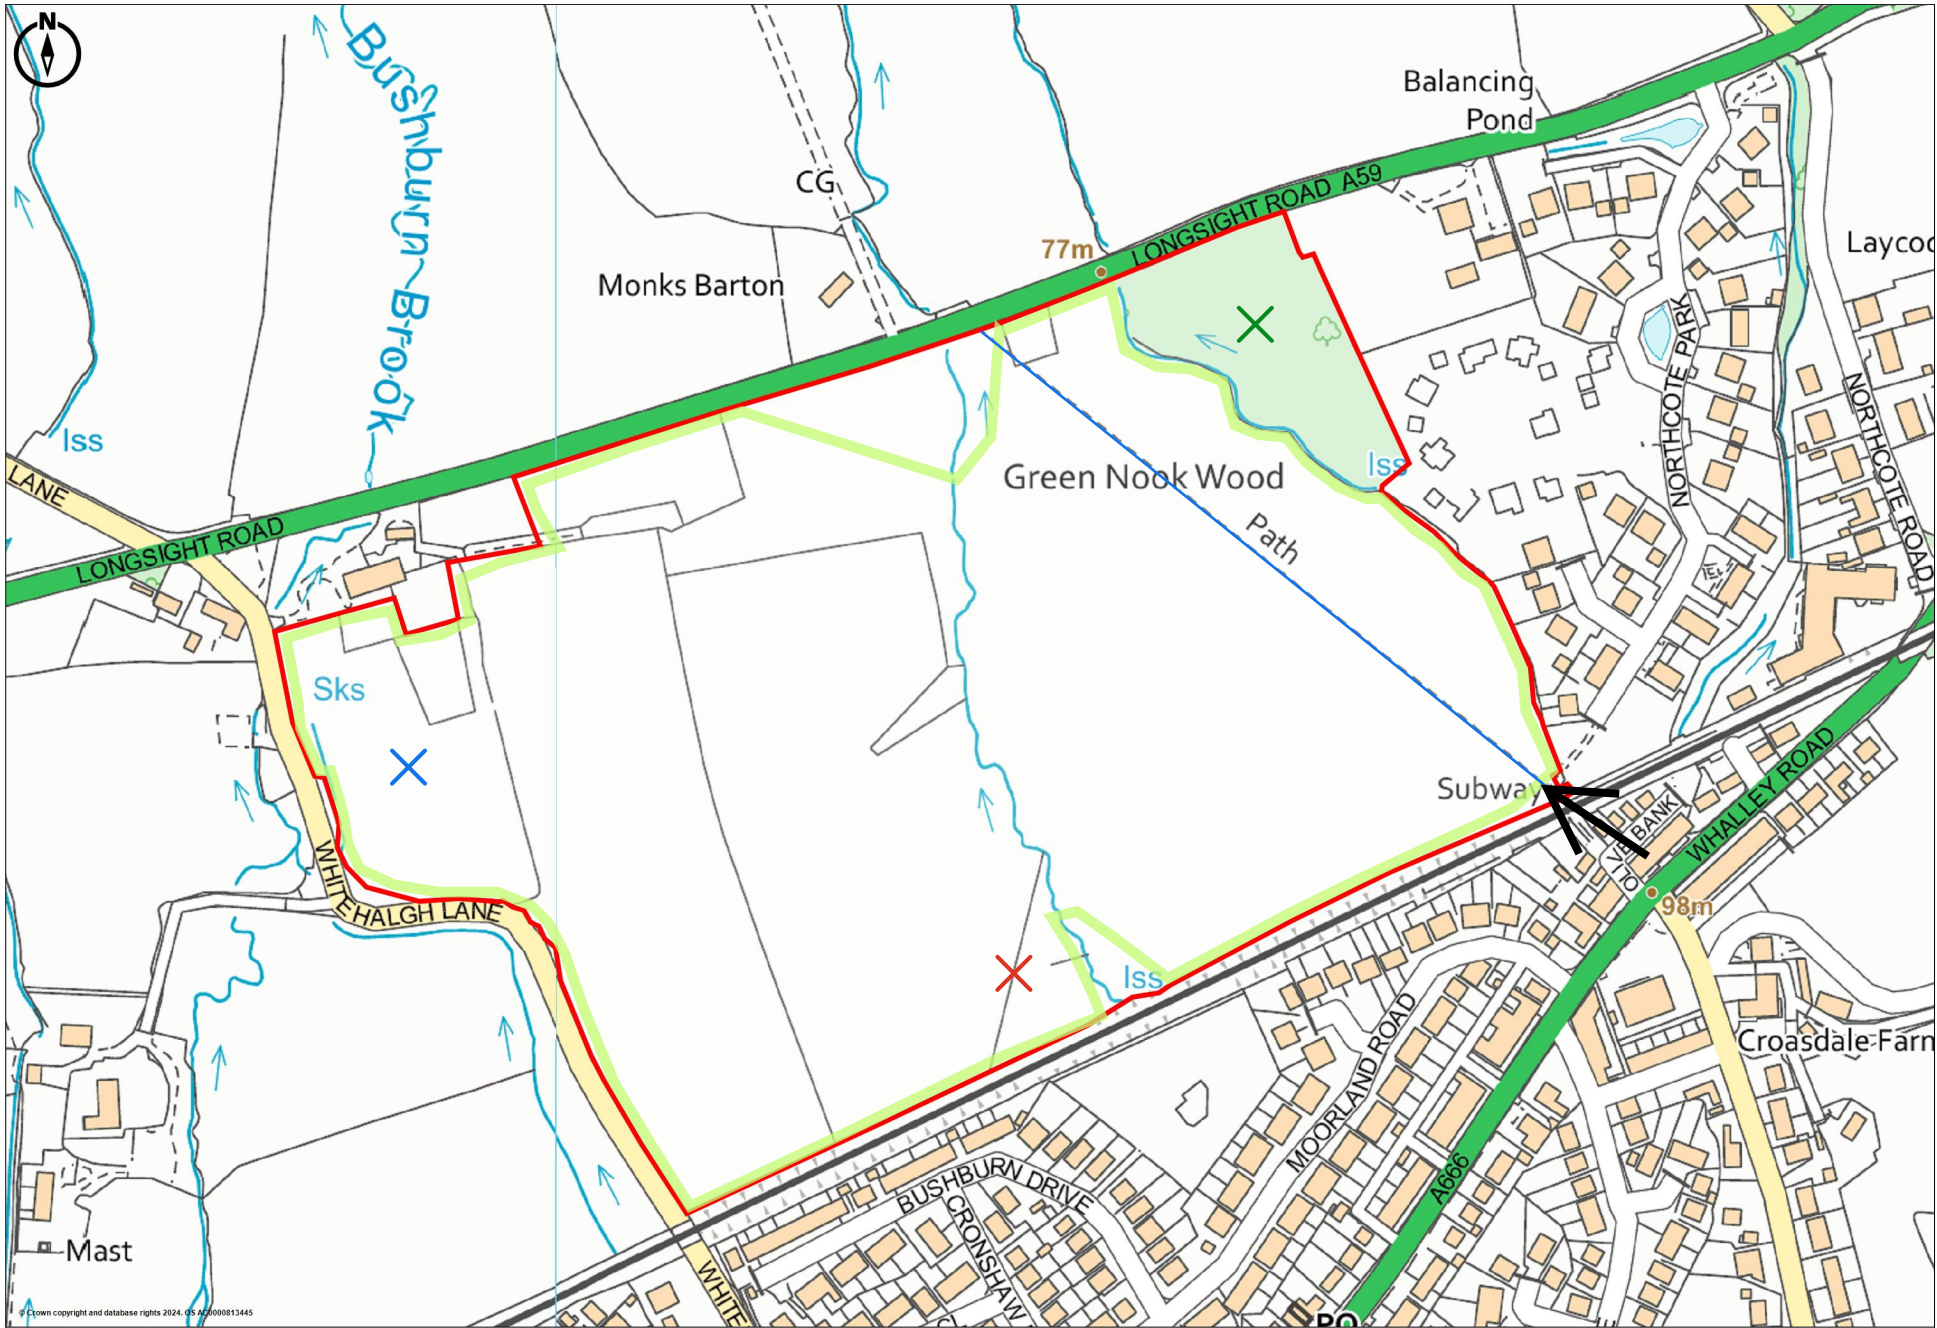 N
Bushburn Brook
Balancing
Pond
CG
LONGSIGHT ROAD A59
77m
Laycoc
Monks Barton
NORTHCOTE PARK
NORTHCOTE ROAD
Iss
LANE
Iss
Green Nook Wood
LONGSIGHT ROAD
Path
Sks
Subway
OLIVE BANK
WHALLEY ROAD
WHITEHALGH LANE
98m
Iss
MOORLAND ROAD
Croasdale Farm
BUSHBURN DRIVE
A666
CRONSHAW
Mast
WHITE
© Crown copyright and database rights 2024. OS AC0000813445
PO